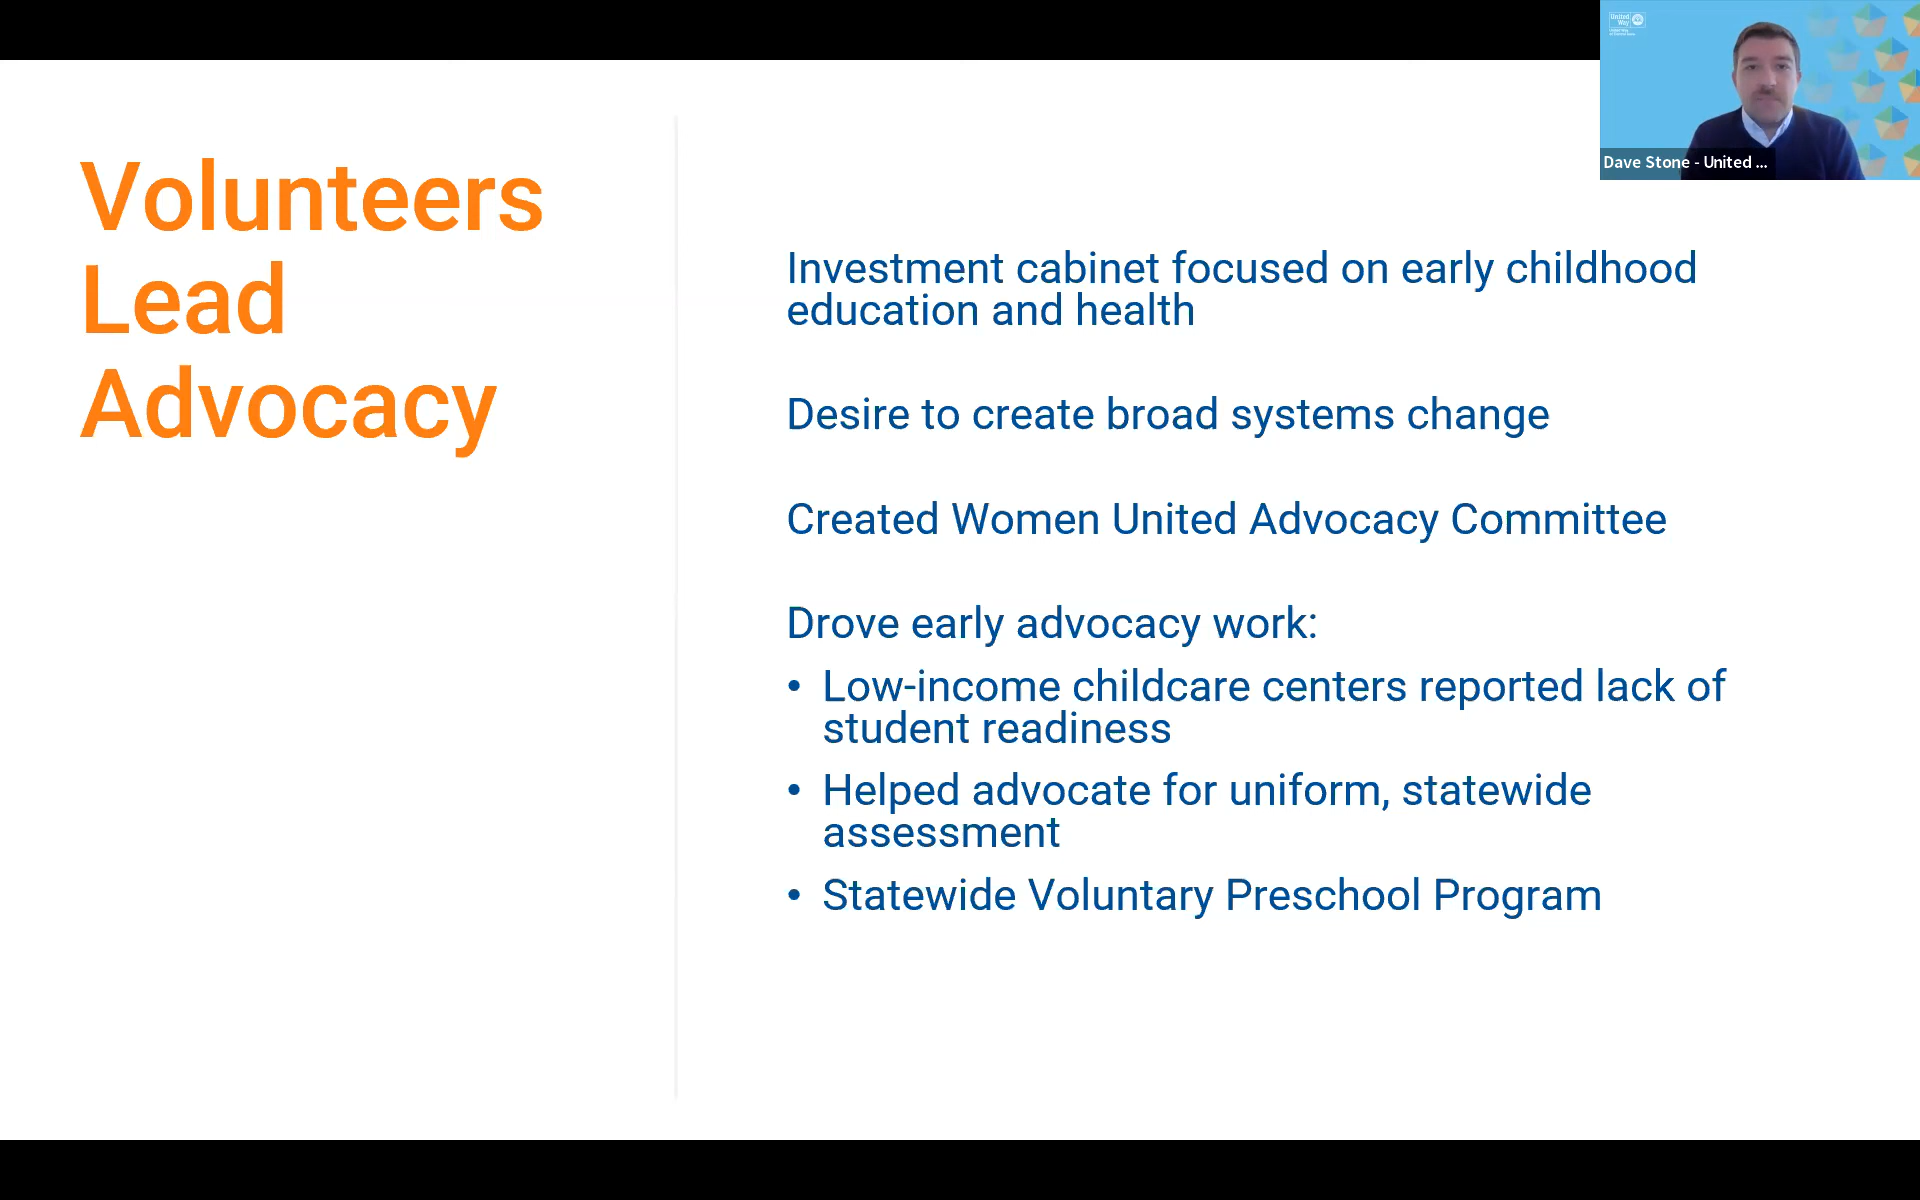 Volunteers
Lead
Advocacy
Investment cabinet focused on early childhood
education and health
Desire to create broad systems change
Created Women United Advocacy Committee
Drove early advocacy work:
• Low-income childcare centers reported lack of
student readiness
• Helped advocate for uniform, statewide
assessment
• Statewide Voluntary Preschool Program
United
Way
Dave Stone - United ...